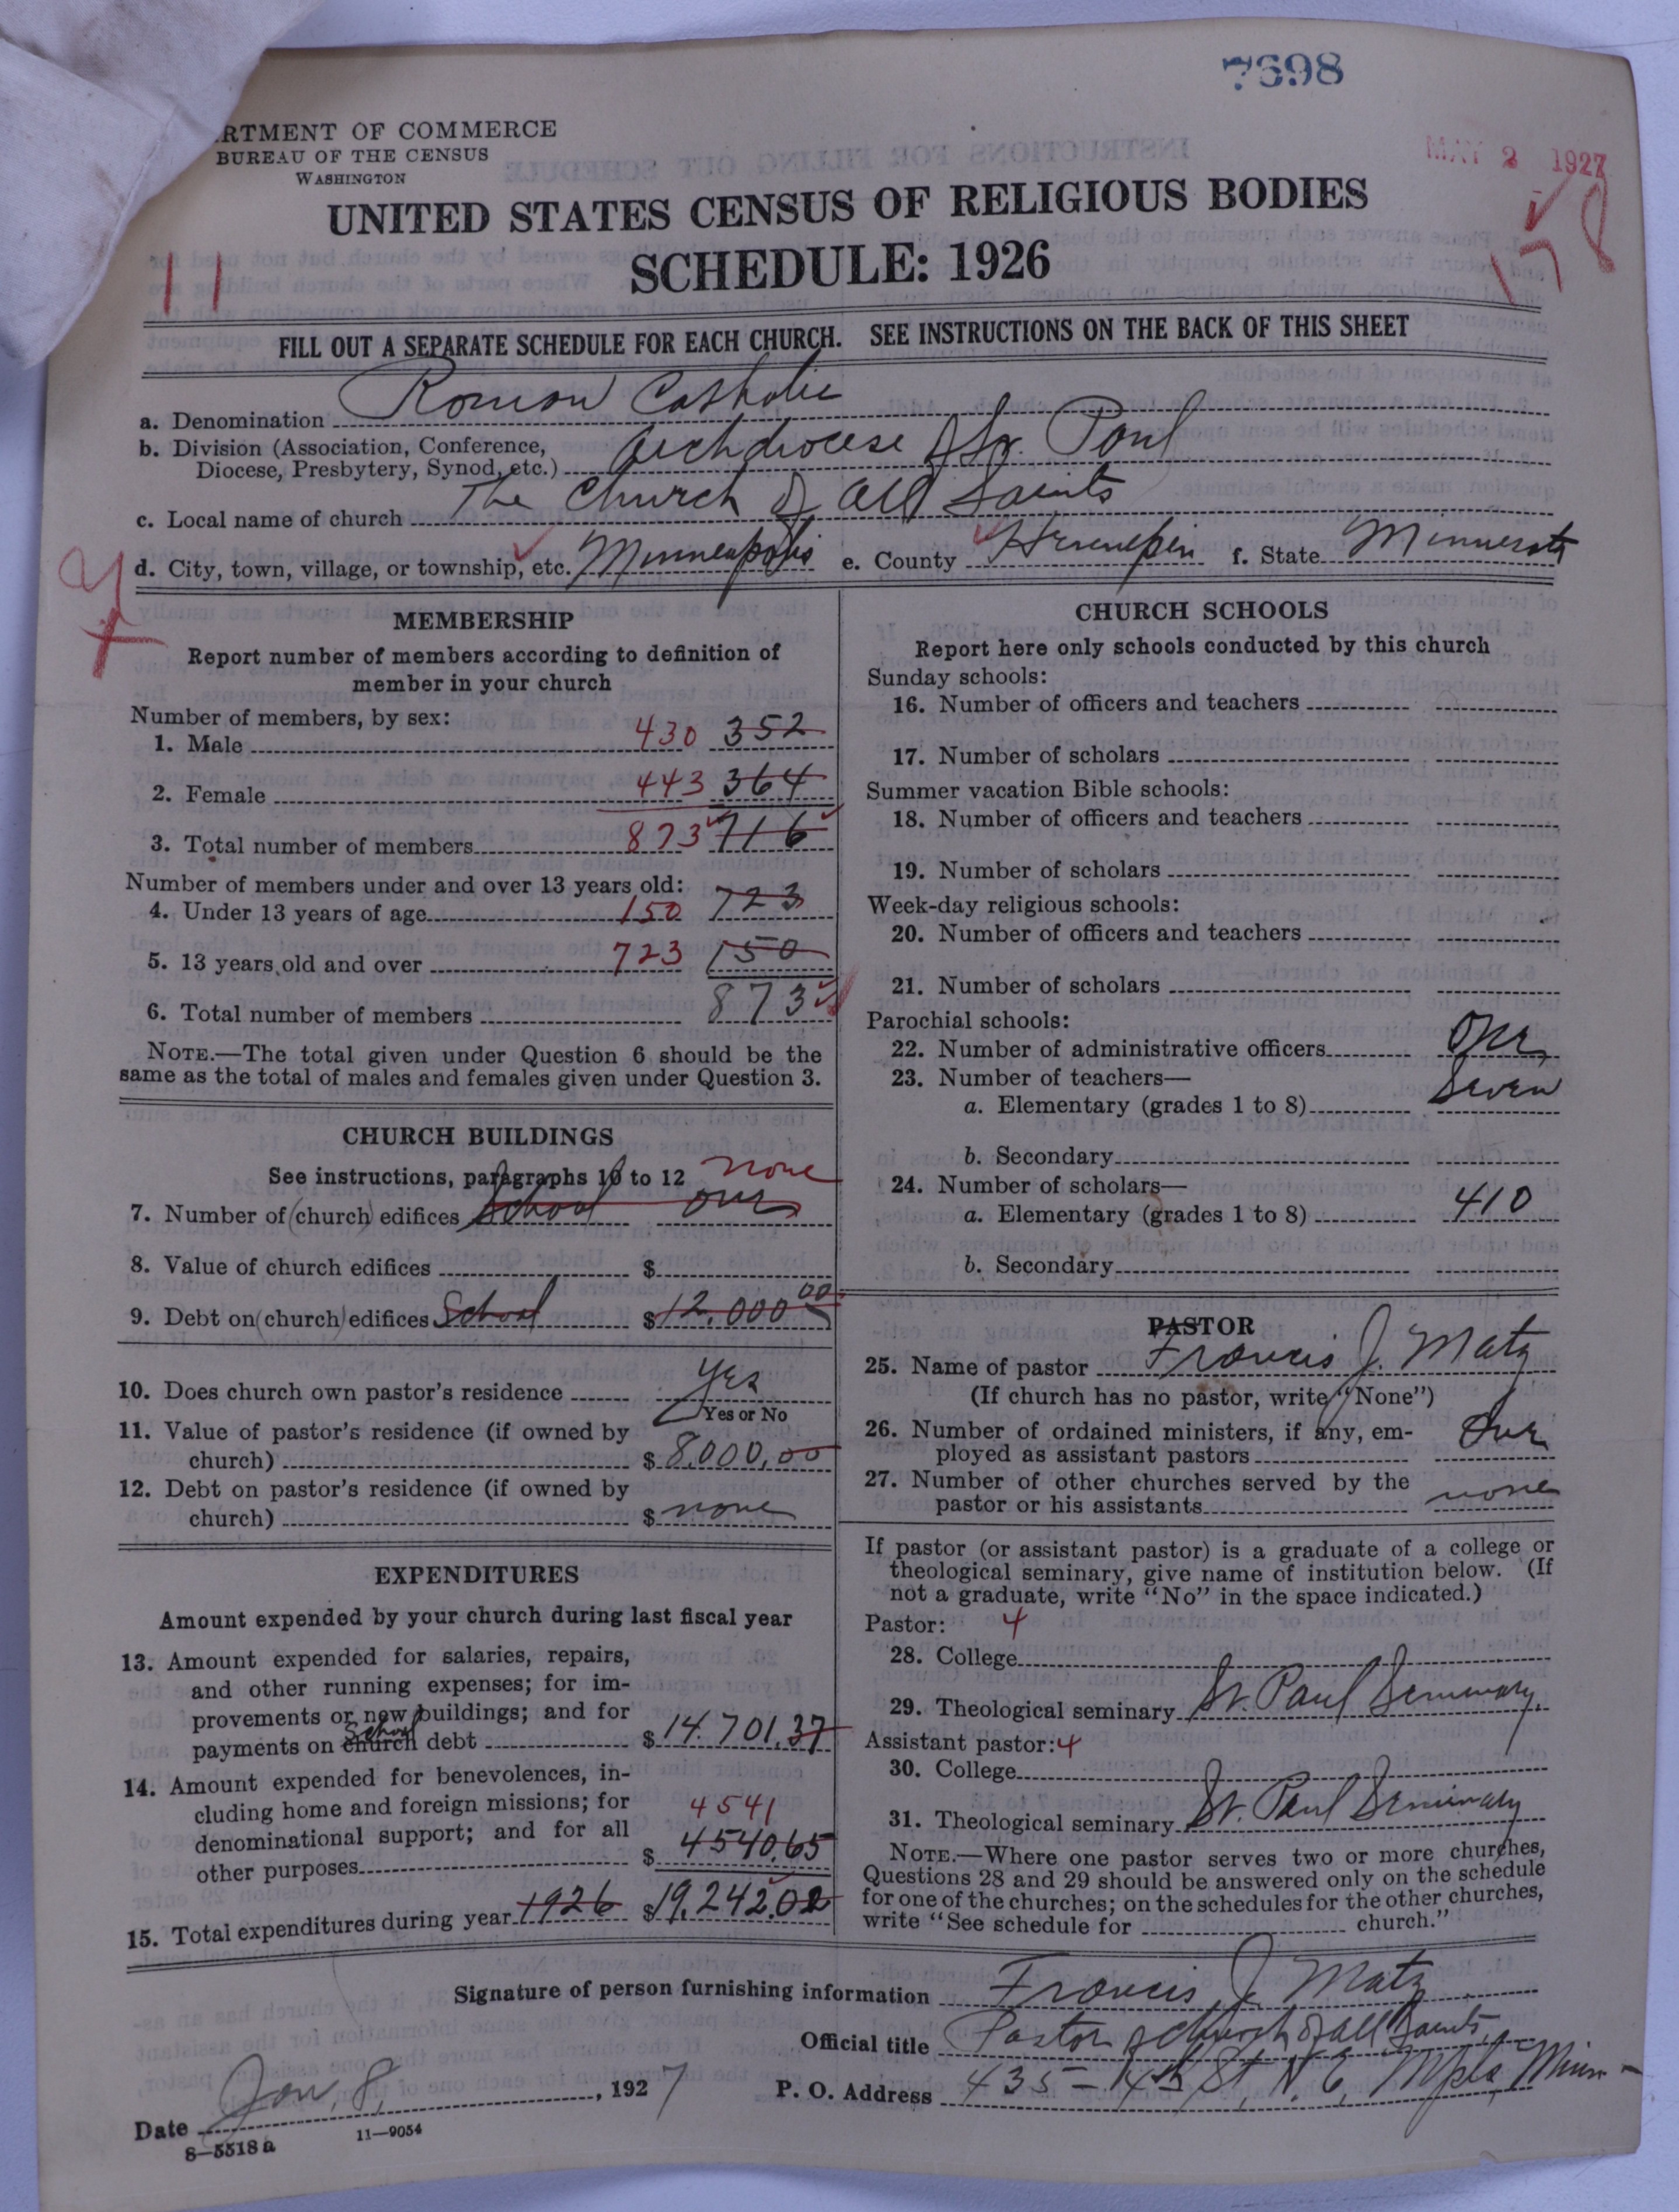 7698
RTMENT OF COMMERCE
BUREAU OF THE CENSUS
WASHINGTON
MAY 2 1927
UNITED STATES CENSUS OF RELIGIOUS BODIES
SCHEDULE: 1926
11
178
FILL OUT A SEPARATE SCHEDULE FOR EACH CHURCH. SEE INSTRUCTIONS ON THE BACK OF THIS SHEET
a. Denomination Roman Catholic
b. Division (Association, Conference,
Diocese, Presbytery, Synod, etc.) Archdiocese of St. Paul
c. Local name of church The Church of All Saints
d. City, town, village, or township, etc. Minneapolis e. County Hennepin f. State Minnesota
MEMBERSHIP
Report number of members according to definition of
member in your church
Number of members, by sex:
1. Male 430 352
2. Female 443 364
3. Total number of members 873 716
Number of members under and over 13 years old:
4. Under 13 years of age 150 723
5. 13 years old and over 723 150
6. Total number of members 873
NOTE.—The total given under Question 6 should be the
same as the total of males and females given under Question 3.
CHURCH BUILDINGS
See instructions, paragraphs 10 to 12 none
7. Number of (church) edifices School one
8. Value of church edifices $
9. Debt on (church) edifices School $12,000.00
10. Does church own pastor's residence Yes
Yes or No
11. Value of pastor's residence (if owned by
church) $8,000.00
12. Debt on pastor's residence (if owned by
church) $ none
EXPENDITURES
Amount expended by your church during last fiscal year
13. Amount expended for salaries, repairs,
and other running expenses; for im-
provements or new buildings; and for
School
payments on church debt $14,701.37
14. Amount expended for benevolences, in-
cluding home and foreign missions; for
4541
denominational support; and for all
other purposes $ 4540.65
15. Total expenditures during year 1926 $19,242.02
CHURCH SCHOOLS
Report here only schools conducted by this church
Sunday schools:
16. Number of officers and teachers
17. Number of scholars
Summer vacation Bible schools:
18. Number of officers and teachers
19. Number of scholars
Week-day religious schools:
20. Number of officers and teachers
21. Number of scholars
Parochial schools:
22. Number of administrative officers One
23. Number of teachers—
a. Elementary (grades 1 to 8) Seven
b. Secondary
24. Number of scholars—
a. Elementary (grades 1 to 8) 410
b. Secondary
PASTOR
25. Name of pastor Francis J. Matz
(If church has no pastor, write "None")
26. Number of ordained ministers, if any, em-
ployed as assistant pastors One
27. Number of other churches served by the
pastor or his assistants none
If pastor (or assistant pastor) is a graduate of a college or
theological seminary, give name of institution below. (If
not a graduate, write "No" in the space indicated.)
Pastor: 4
28. College
29. Theological seminary St. Paul Seminary.
Assistant pastor: 4
30. College
31. Theological seminary St. Paul Seminary
NOTE.—Where one pastor serves two or more churches,
Questions 28 and 29 should be answered only on the schedule
for one of the churches; on the schedules for the other churches,
write "See schedule for church."
Signature of person furnishing information Francis J. Matz
Official title Pastor of Church of All Saints
Date Jan. 8, 1927 P. O. Address 435 - 4th St. N. E. Mpls, Minn -
8—5518 a 11—9054